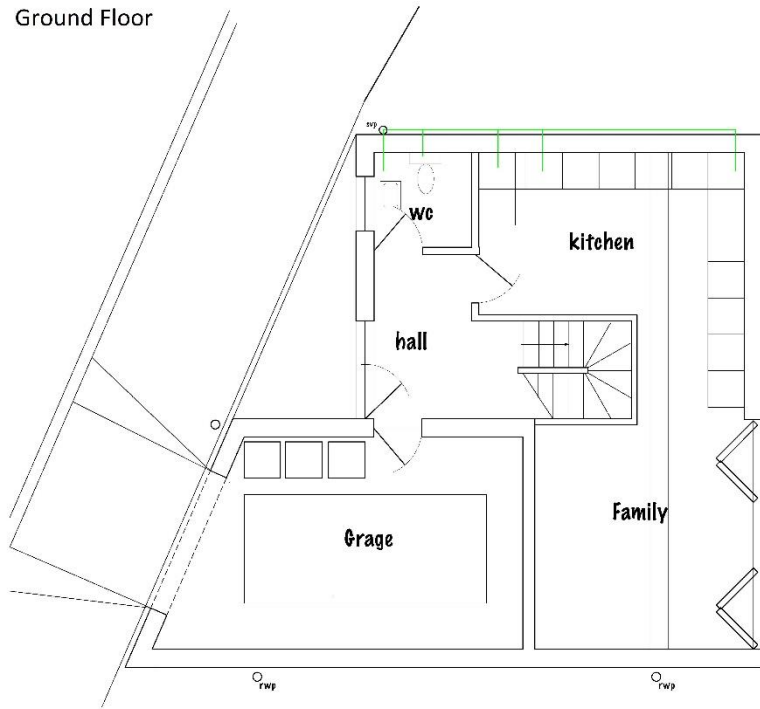 Ground Floor
svp
wc
kitchen
hall
Family
Grage
rwp
rwp